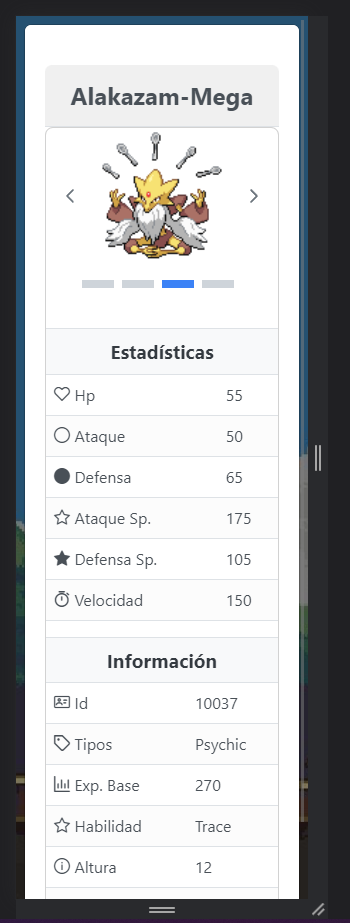 Alakazam-Mega
Estadísticas
Hp 55
Ataque 50
Defensa 65
Ataque Sp. 175
Defensa Sp. 105
Velocidad 150
Información
Id 10037
Tipos Psychic
Exp. Base 270
Habilidad Trace
Altura 12